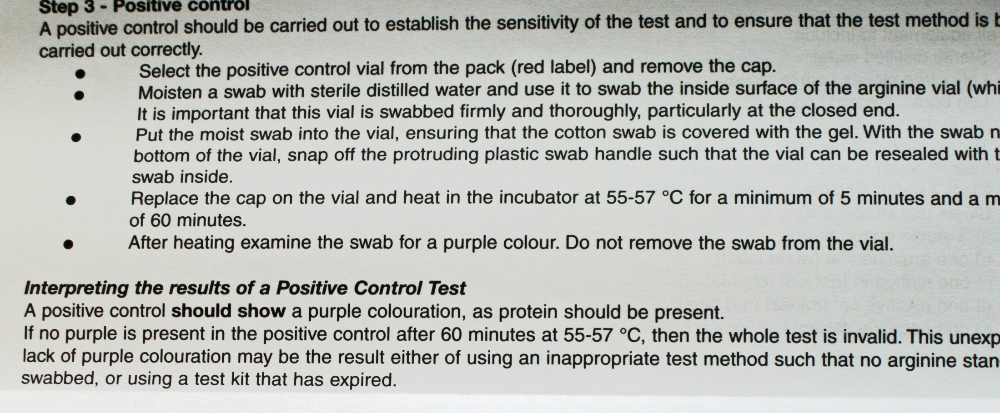 Step 3 - Positive control
A positive control should be carried out to establish the sensitivity of the test and to ensure that the test method is
carried out correctly.
● Select the positive control vial from the pack (red label) and remove the cap.
● Moisten a swab with sterile distilled water and use it to swab the inside surface of the arginine vial (whi
It is important that this vial is swabbed firmly and thoroughly, particularly at the closed end.
● Put the moist swab into the vial, ensuring that the cotton swab is covered with the gel. With the swab n
bottom of the vial, snap off the protruding plastic swab handle such that the vial can be resealed with t
swab inside.
● Replace the cap on the vial and heat in the incubator at 55-57 °C for a minimum of 5 minutes and a m
of 60 minutes.
● After heating examine the swab for a purple colour. Do not remove the swab from the vial.
Interpreting the results of a Positive Control Test
A positive control should show a purple colouration, as protein should be present.
If no purple is present in the positive control after 60 minutes at 55-57 °C, then the whole test is invalid. This unexp
lack of purple colouration may be the result either of using an inappropriate test method such that no arginine stan
swabbed, or using a test kit that has expired.